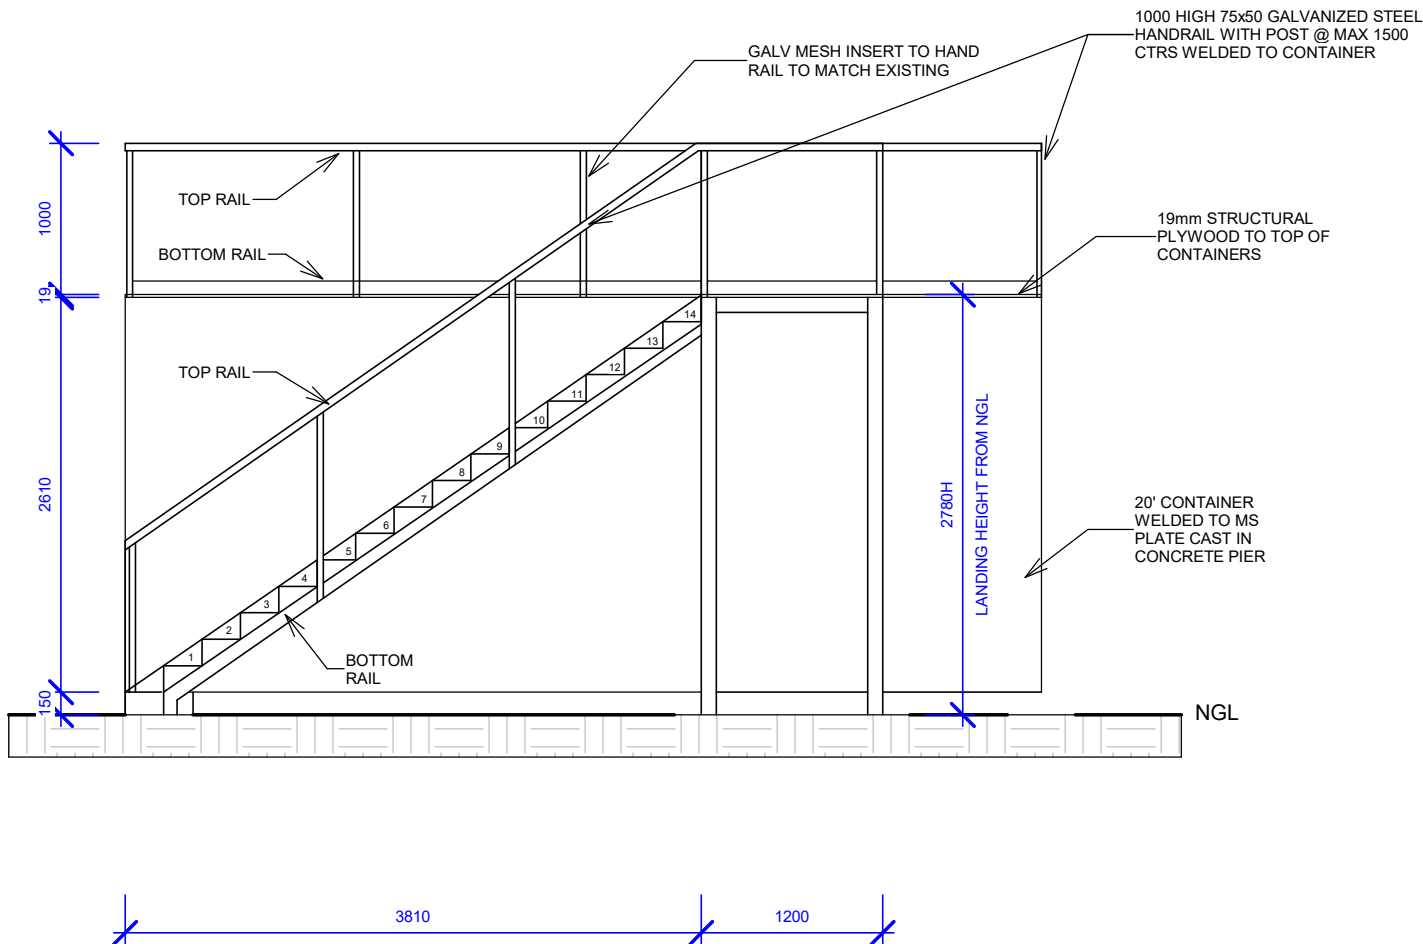 1000 HIGH 75x50 GALVANIZED STEEL
HANDRAIL WITH POST @ MAX 1500
CTRS WELDED TO CONTAINER
GALV MESH INSERT TO HAND
RAIL TO MATCH EXISTING
TOP RAIL
1000
BOTTOM RAIL
19mm STRUCTURAL
PLYWOOD TO TOP OF
CONTAINERS
19
14
13
12
11
10
9
8
7
6
5
4
3
2
1
TOP RAIL
2610
2780H
LANDING HEIGHT FROM NGL
20' CONTAINER
WELDED TO MS
PLATE CAST IN
CONCRETE PIER
BOTTOM
RAIL
150
NGL
3810
1200